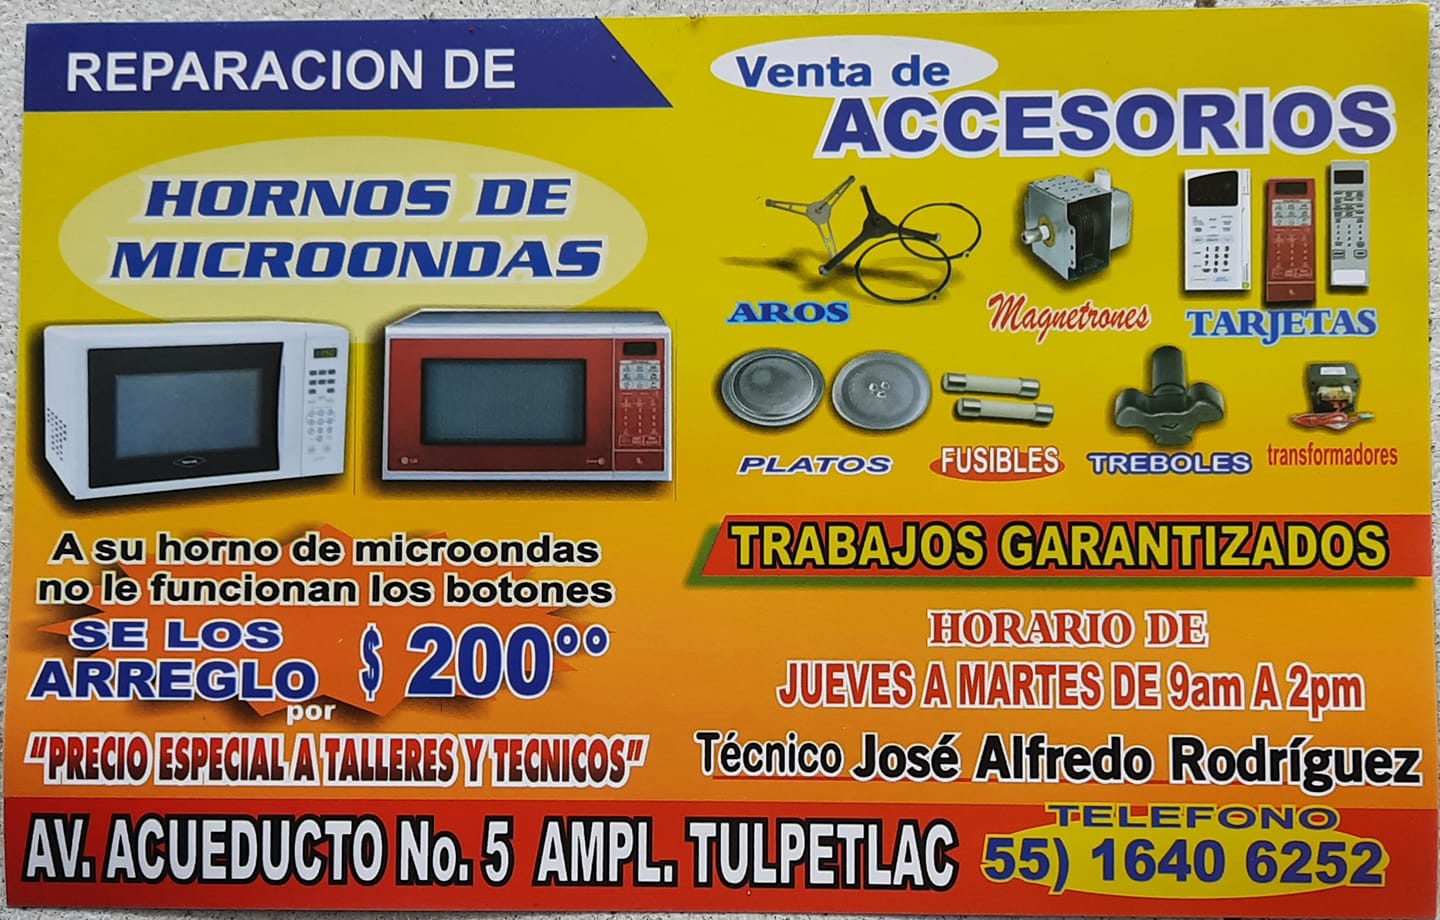 REPARACION DE
HORNOS DE
MICROONDAS
A su horno de microondas
no le funcionan los botones
SE LOS
ARREGLO
por
$ 200°°
"PRECIO ESPECIAL A TALLERES Y TECNICOS"
Venta de
ACCESORIOS
AROS
Magnetrones
TARJETAS
PLATOS
FUSIBLES
TREBOLES
transformadores
TRABAJOS GARANTIZADOS
HORARIO DE
JUEVES A MARTES DE 9am A 2pm
Técnico José Alfredo Rodríguez
AV. ACUEDUCTO No. 5 AMPL. TULPETLAC
TELEFONO
55) 1640 6252